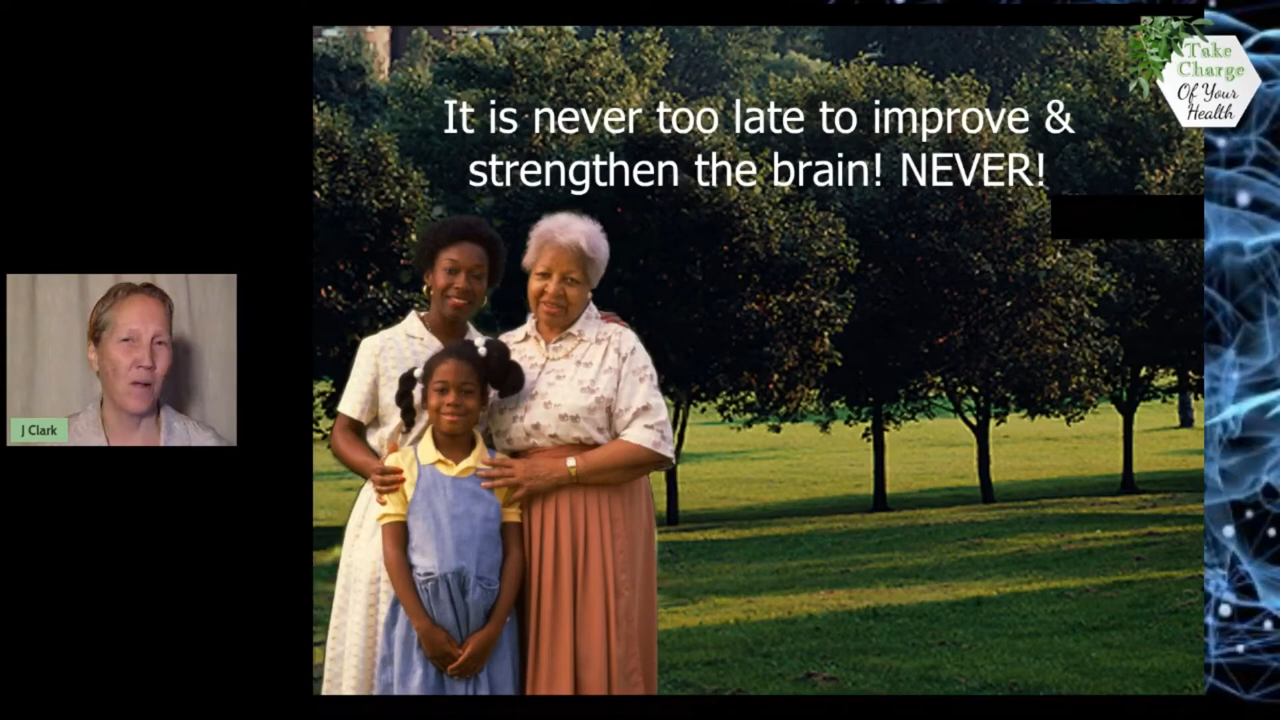 It is never too late to improve &
strengthen the brain! NEVER!
Take
Charge
Of Your
Health
J Clark